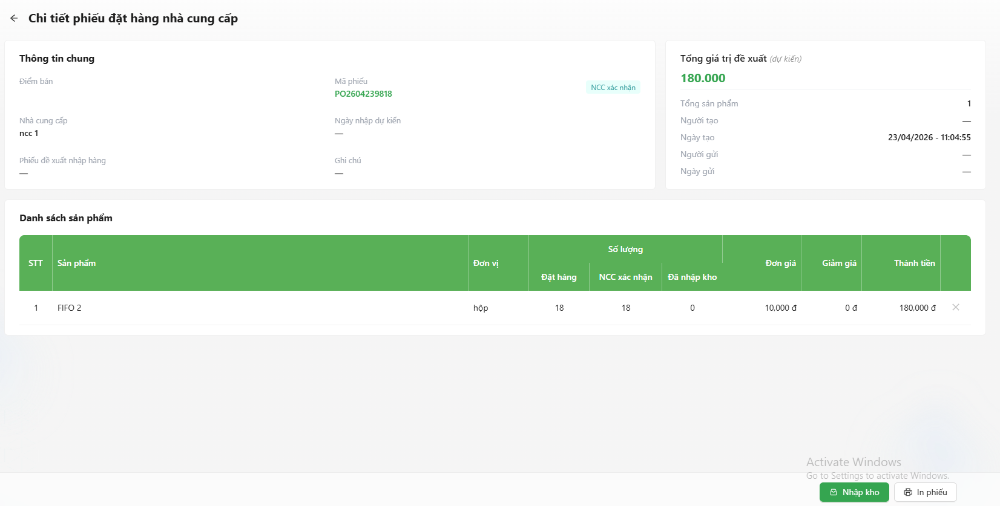 Chi tiết phiếu đặt hàng nhà cung cấp
Thông tin chung
Điểm bán
Mã phiếu
PO2604239818
NCC xác nhận
Nhà cung cấp
ncc 1
Ngày nhập dự kiến
—
Phiếu đề xuất nhập hàng
—
Ghi chú
—
Tổng giá trị đề xuất (dự kiến)
180.000
Tổng sản phẩm 1
Người tạo —
Ngày tạo 23/04/2026 - 11:04:55
Người gửi —
Ngày gửi —
Danh sách sản phẩm
Số lượng
STT Sản phẩm Đơn vị Đơn giá Giảm giá Thành tiền
Đặt hàng NCC xác nhận Đã nhập kho
1 FIFO 2 hộp 18 18 0 10,000 đ 0 đ 180,000 đ
Activate Windows
Go to Settings to activate Windows.
Nhập kho In phiếu